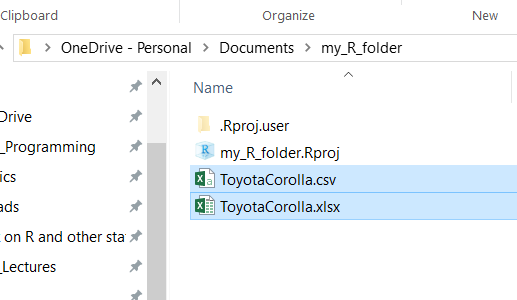 Clipboard Organize New
OneDrive - Personal > Documents > my_R_folder
Name
.Rproj.user
my_R_folder.Rproj
ToyotaCorolla.csv
ToyotaCorolla.xlsx
Drive
_Programming
ics
ads
t on R and other sta
_Lectures